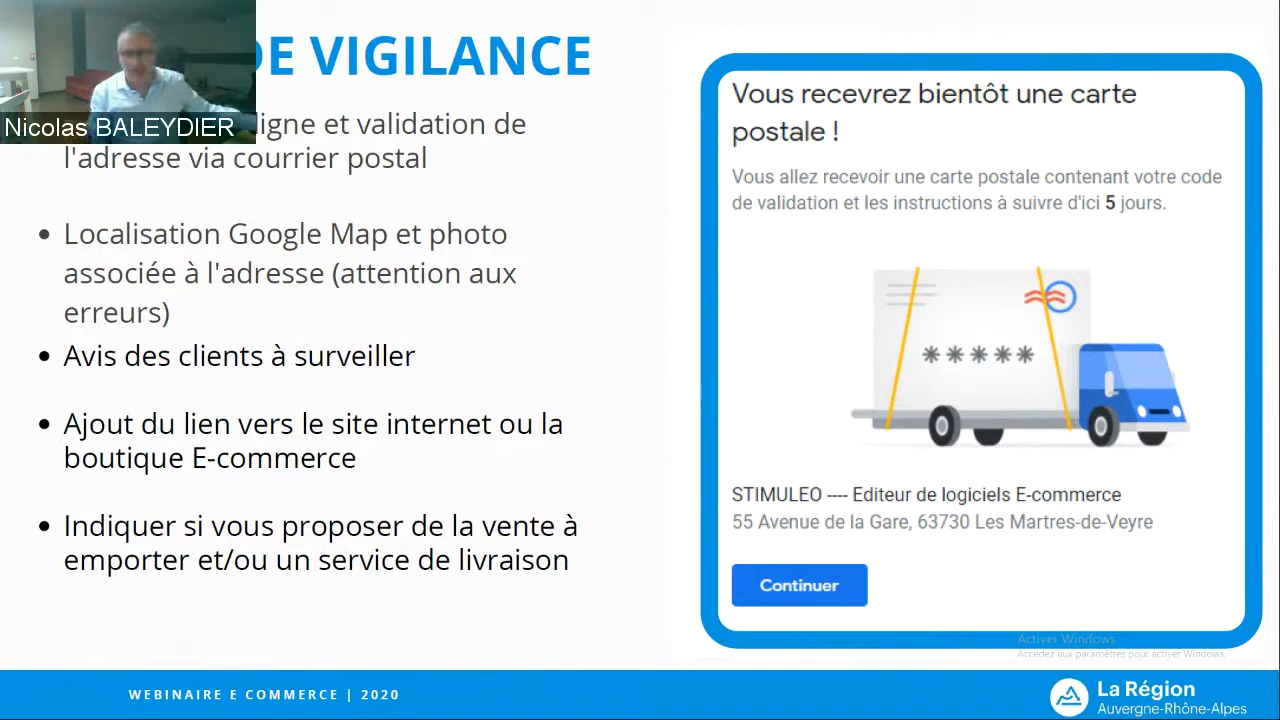 DE VIGILANCE
Nicolas BALEYDIER
ligne et validation de
l'adresse via courrier postal
Localisation Google Map et photo
associée à l'adresse (attention aux
erreurs)
Avis des clients à surveiller
Ajout du lien vers le site internet ou la
boutique E-commerce
Indiquer si vous proposer de la vente à
emporter et/ou un service de livraison
Vous recevrez bientôt une carte
postale !
Vous allez recevoir une carte postale contenant votre code
de validation et les instructions à suivre d'ici 5 jours.
*****
STIMULEO ---- Editeur de logiciels E-commerce
55 Avenue de la Gare, 63730 Les Martres-de-Veyre
Continuer
Activer Windows
Accédez aux paramètres pour activer Windows.
WEBINAIRE E COMMERCE | 2020
La Région
Auvergne-Rhône-Alpes